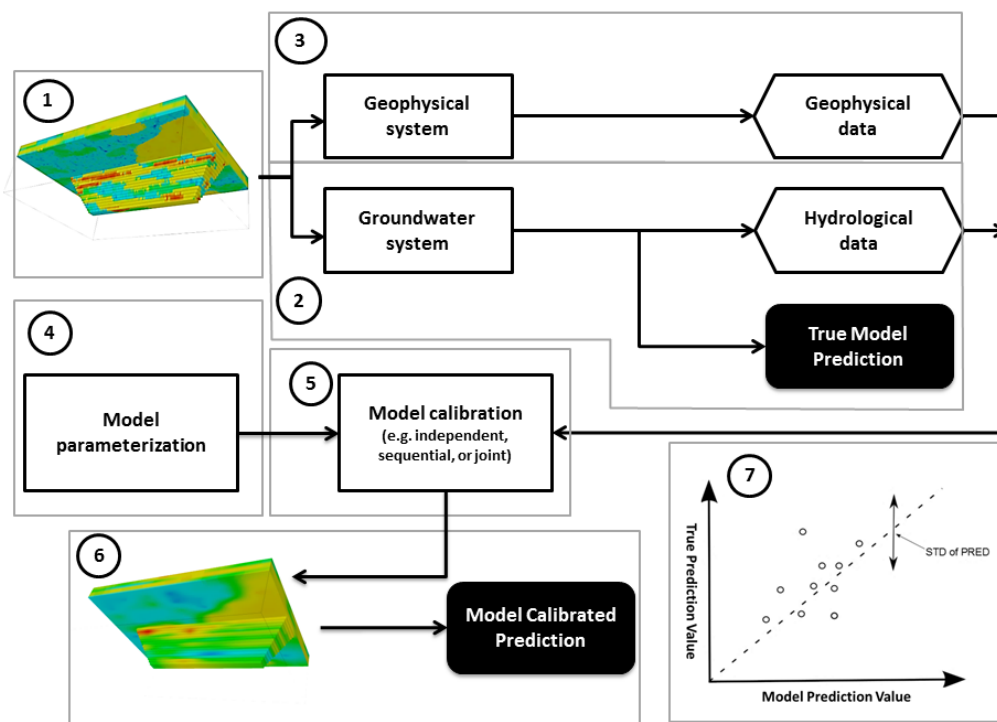 3
1
Geophysical
system
Geophysical
data
Groundwater
system
Hydrological
data
2
True Model
Prediction
4
Model
parameterization
5
Model calibration
(e.g. independent,
sequential, or joint)
6
Model Calibrated
Prediction
7
True Prediction
Value
STD of PRED
Model Prediction Value